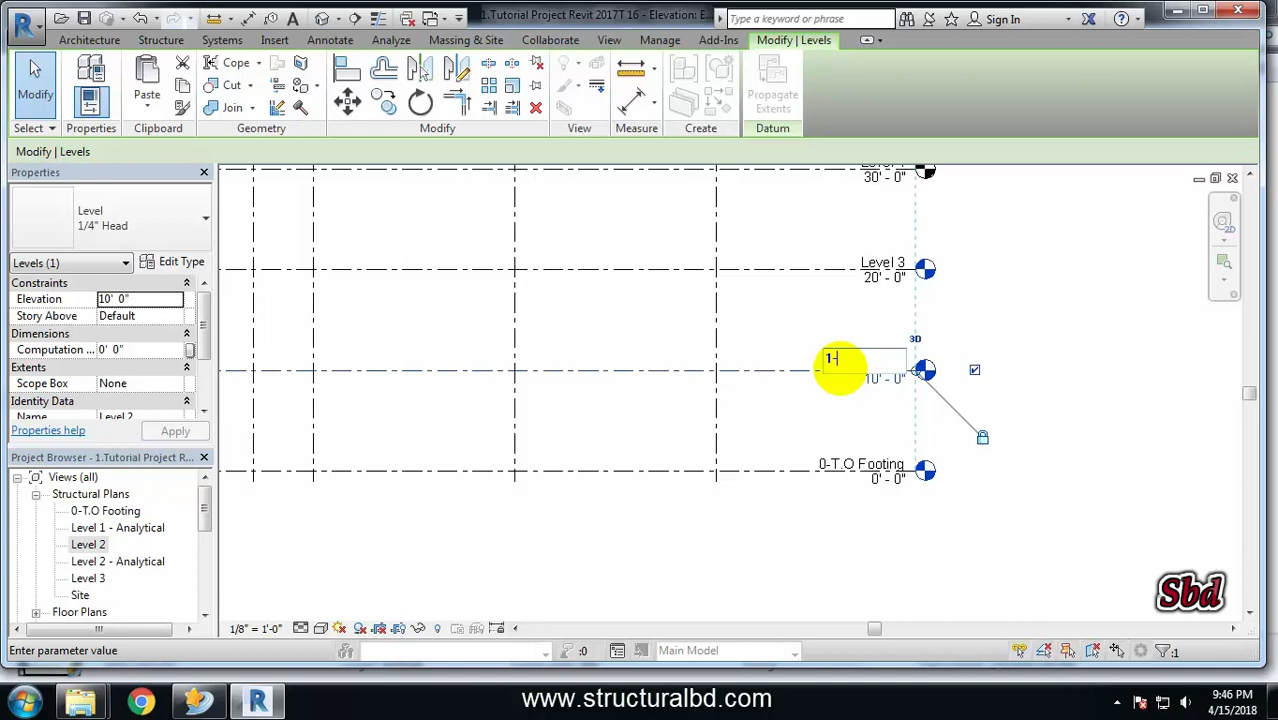 1.Tutorial Project Revit 2017T 16 - Elevation: E...
Type a keyword or phrase
Sign In
Architecture Structure Systems Insert Annotate Analyze Massing & Site Collaborate View Manage Add-Ins Modify | Levels
Modify
Paste
Cope
Cut
Join
Propagate
Extents
Select Properties Clipboard Geometry Modify View Measure Create Datum
Modify | Levels
Properties
Level
1/4" Head
Levels (1)
Edit Type
Constraints
Elevation 10' 0"
Story Above Default
Dimensions
Computation ... 0' 0"
Extents
Scope Box None
Identity Data
Name Level 2
Properties help
Apply
Project Browser - 1.Tutorial Project R...
Views (all)
Structural Plans
0-T.O Footing
Level 1 - Analytical
Level 2
Level 2 - Analytical
Level 3
Site
Floor Plans
30' - 0"
Level 3
20' - 0"
3D
1-
10' - 0"
0-T.O Footing
0' - 0"
2D
Sbd
1/8" = 1'-0"
Enter parameter value
:0
Main Model
:1
www.structuralbd.com
9:46 PM
4/15/2018